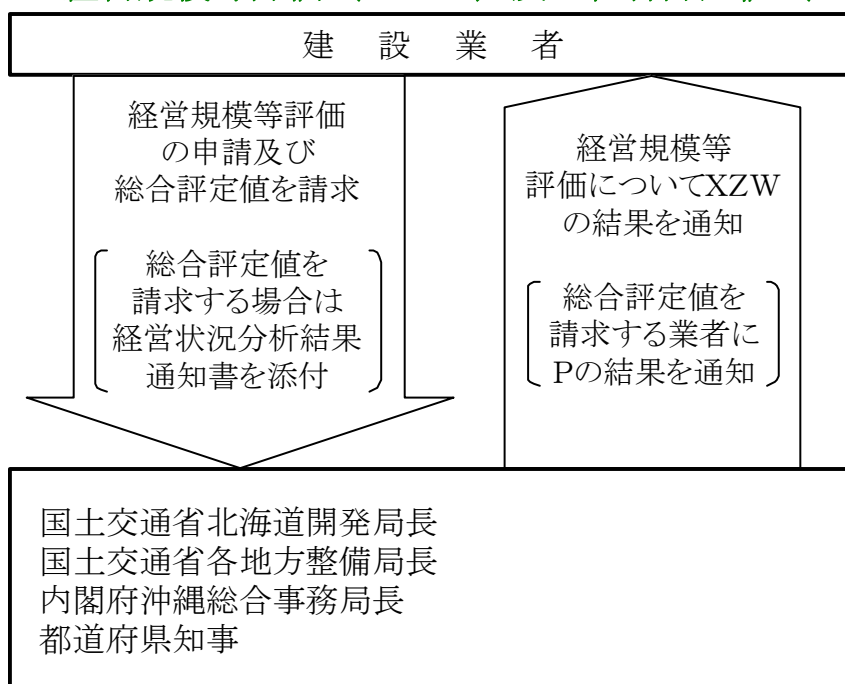 建設業者
経営規模等評価
の申請及び
総合評定値を請求
総合評定値を
請求する場合は
経営状況分析結果
通知書を添付
経営規模等
評価についてXZW
の結果を通知
総合評定値を
請求する業者に
Pの結果を通知
国土交通省北海道開発局長
国土交通省各地方整備局長
内閣府沖縄総合事務局長
都道府県知事